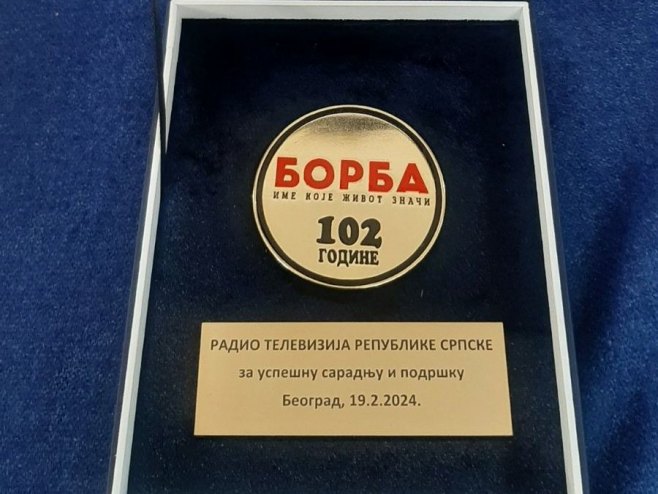 БОРБА
ИМЕ КОЈЕ ЖИВОТ ЗНАЧИ
102
ГОДИНЕ
РАДИО ТЕЛЕВИЗИЈА РЕПУБЛИКЕ СРПСКЕ
за успешну сарадњу и подршку
Београд, 19.2.2024.